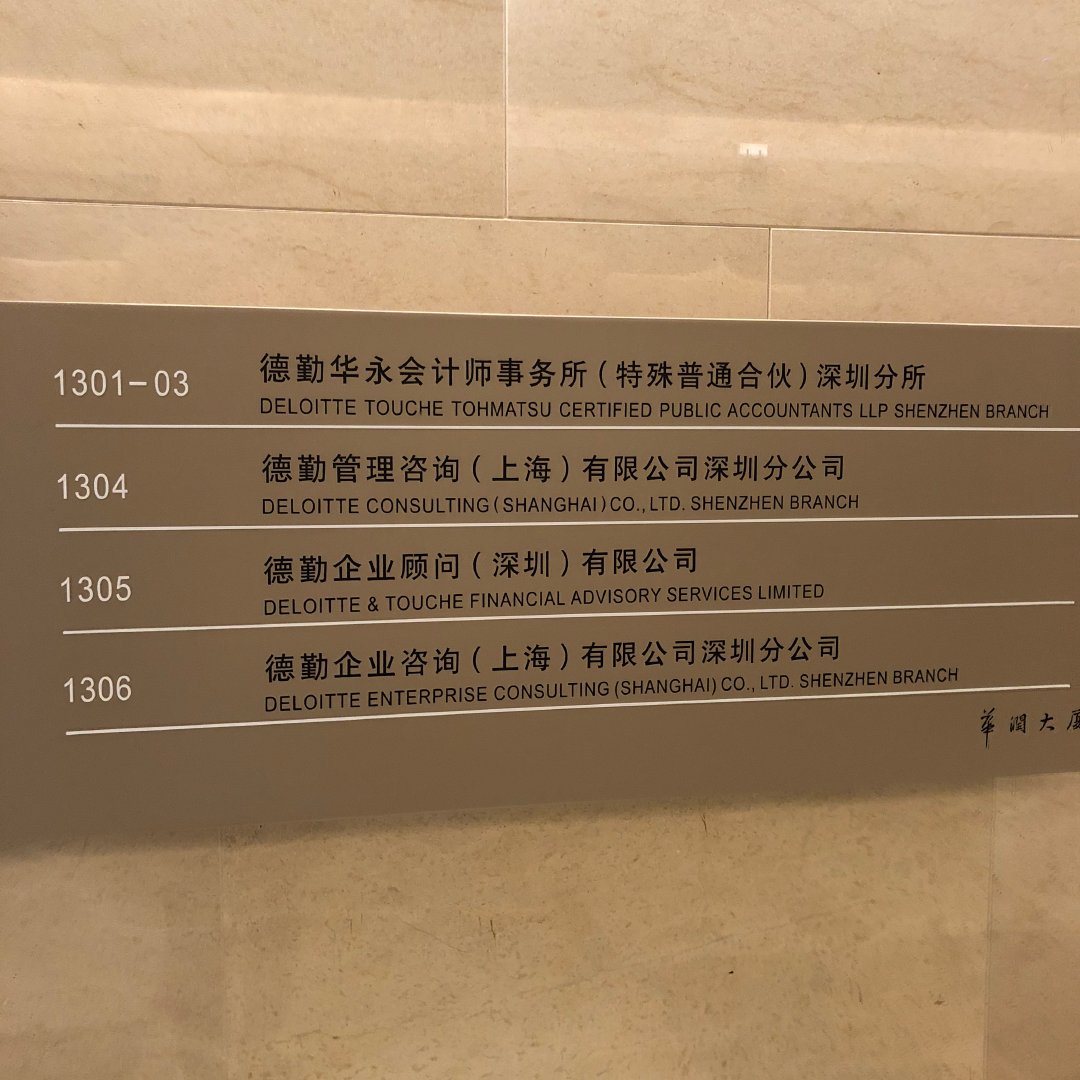 1301-03
德勤华永会计师事务所(特殊普通合伙)深圳分所
DELOITTE TOUCHE TOHMATSU CERTIFIED PUBLIC ACCOUNTANTS LLP SHENZHEN BRANCH
1304
德勤管理咨询(上海)有限公司深圳分公司
DELOITTE CONSULTING(SHANGHAI)CO., LTD. SHENZHEN BRANCH
1305
德勤企业顾问(深圳)有限公司
DELOITTE & TOUCHE FINANCIAL ADVISORY SERVICES LIMITED
1306
德勤企业咨询(上海)有限公司深圳分公司
DELOITTE ENTERPRISE CONSULTING(SHANGHAI)CO., LTD. SHENZHEN BRANCH
華潤大廈